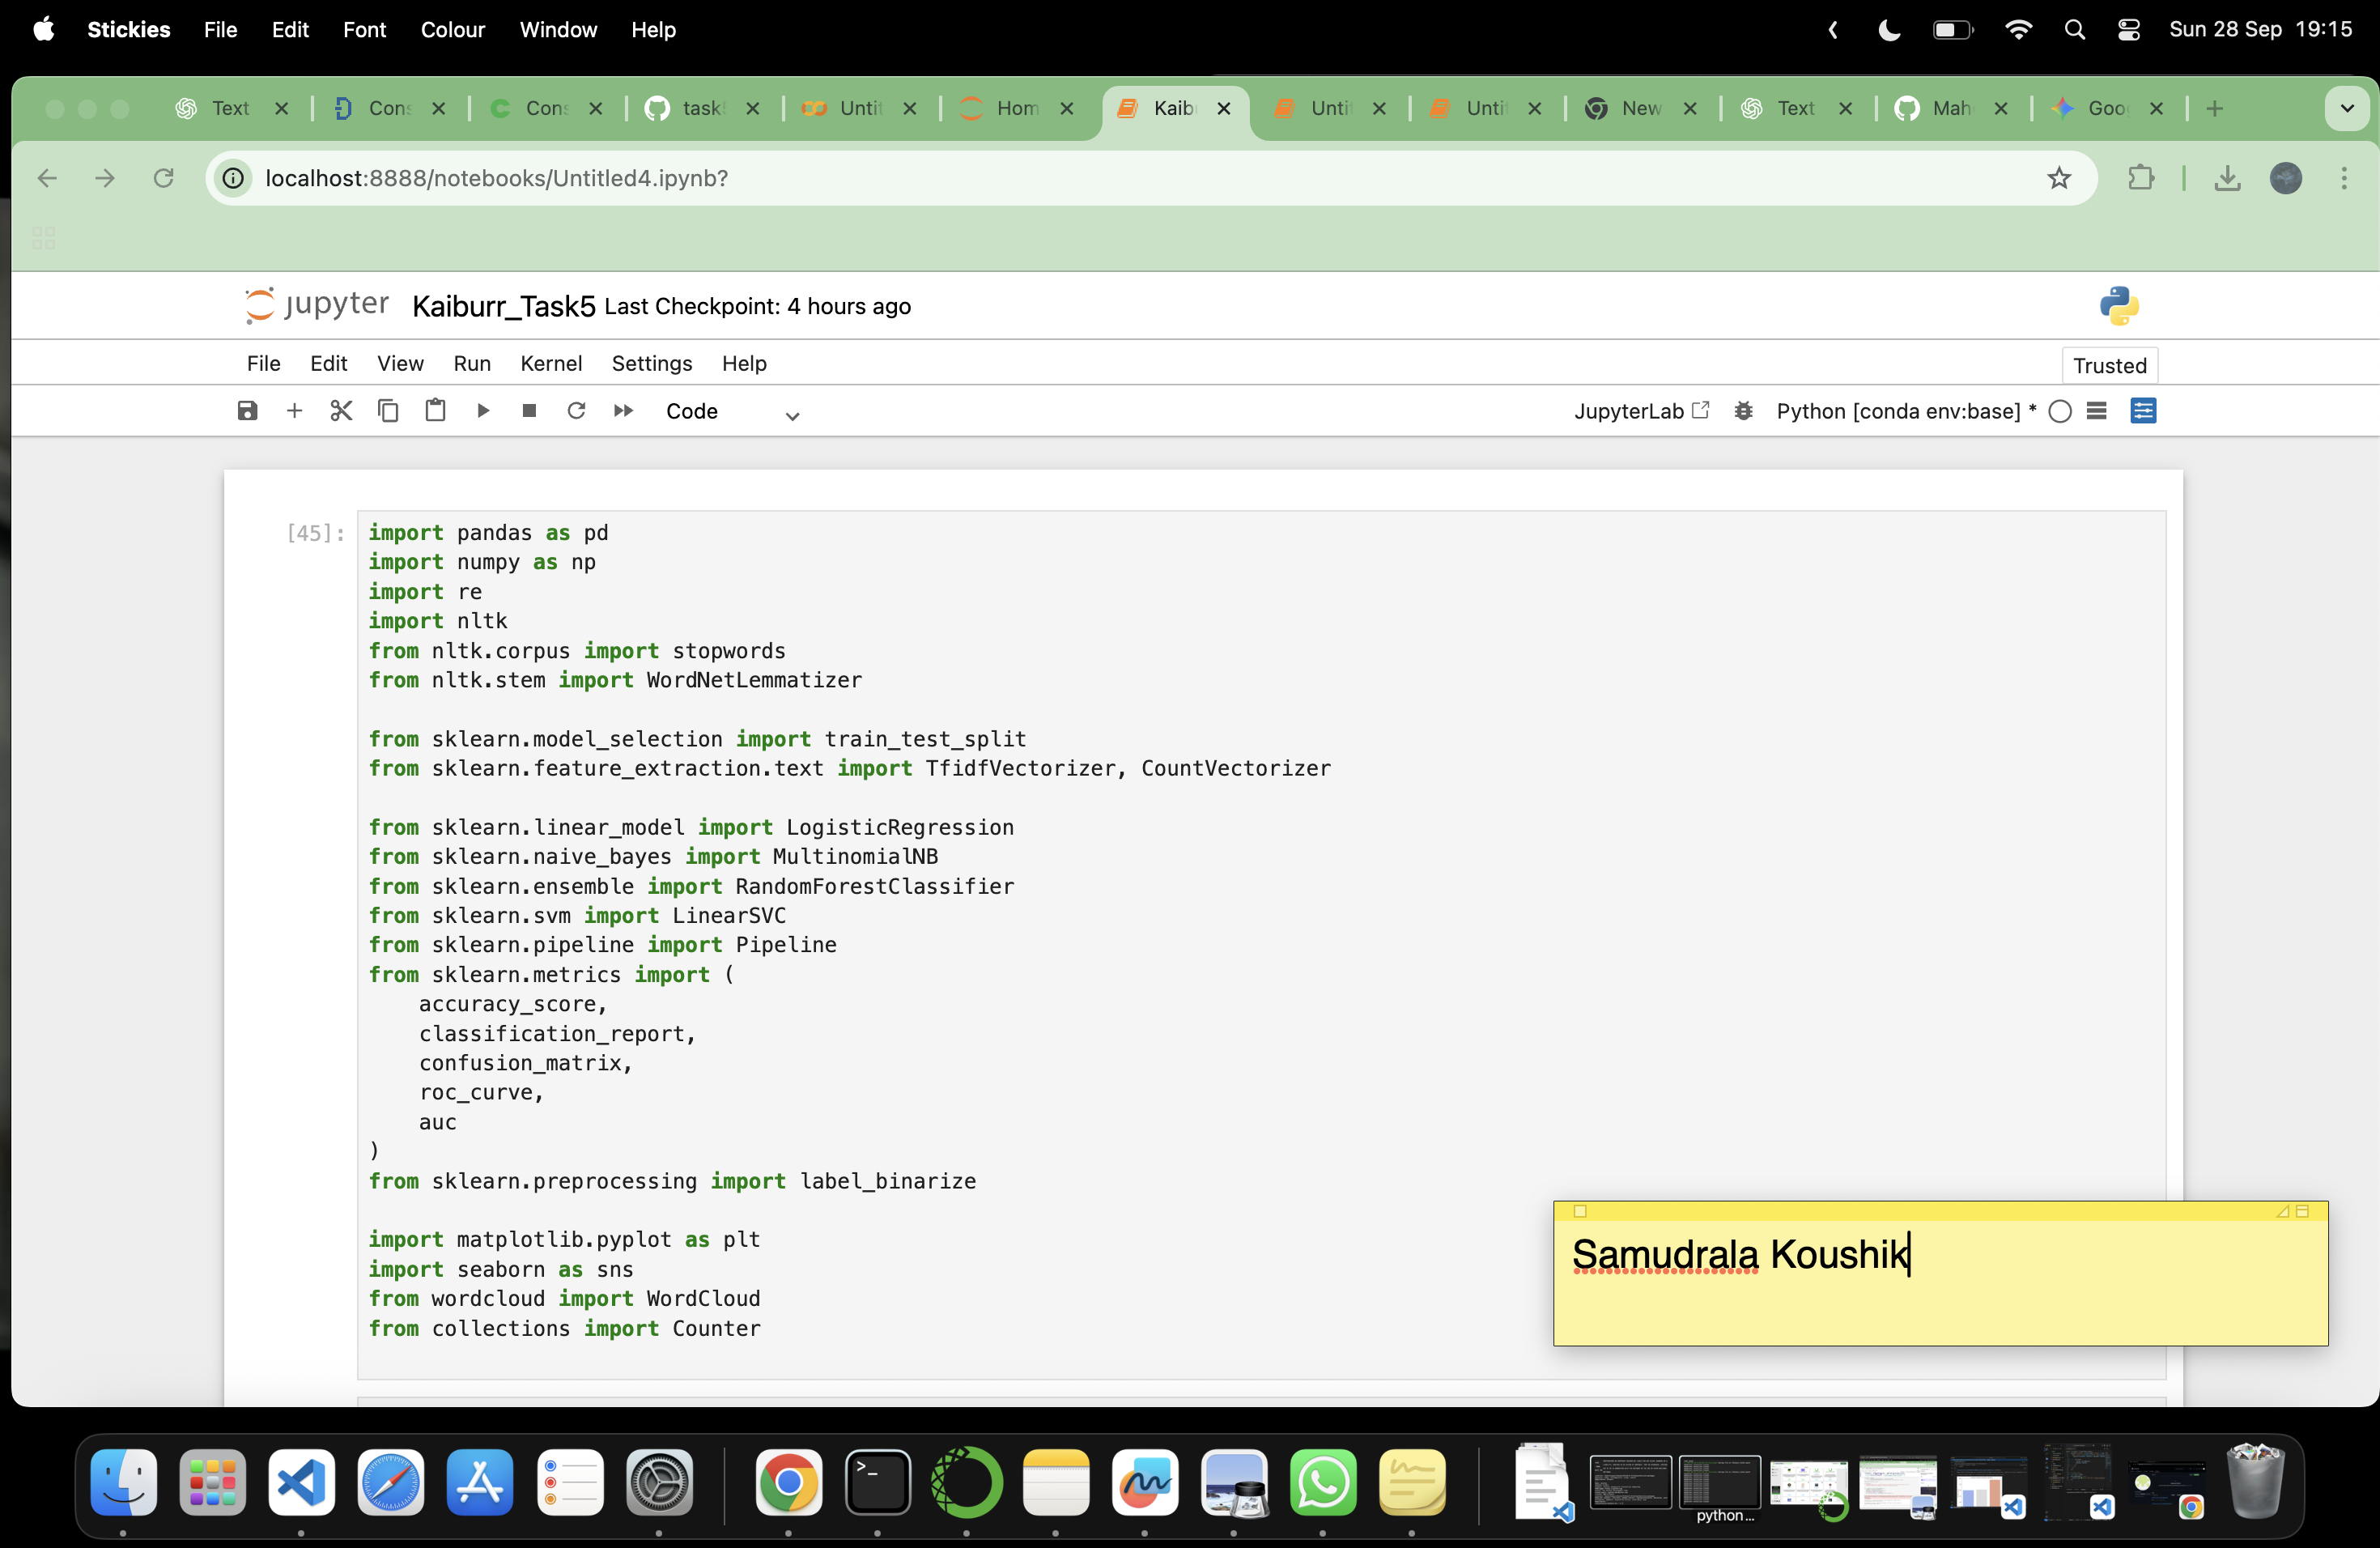 Stickies File Edit Font Colour Window Help Sun 28 Sep 19:15
Text Cons Cons task Untit Hom Kaib Untit Untit New Text Mah Goo
localhost:8888/notebooks/Untitled4.ipynb?
jupyter Kaiburr_Task5 Last Checkpoint: 4 hours ago
File Edit View Run Kernel Settings Help Trusted
Code JupyterLab Python [conda env:base] *
[45]: import pandas as pd
import numpy as np
import re
import nltk
from nltk.corpus import stopwords
from nltk.stem import WordNetLemmatizer
from sklearn.model_selection import train_test_split
from sklearn.feature_extraction.text import TfidfVectorizer, CountVectorizer
from sklearn.linear_model import LogisticRegression
from sklearn.naive_bayes import MultinomialNB
from sklearn.ensemble import RandomForestClassifier
from sklearn.svm import LinearSVC
from sklearn.pipeline import Pipeline
from sklearn.metrics import (
    accuracy_score,
    classification_report,
    confusion_matrix,
    roc_curve,
    auc
)
from sklearn.preprocessing import label_binarize
import matplotlib.pyplot as plt
import seaborn as sns
from wordcloud import WordCloud
from collections import Counter
Samudrala Koushik
python...